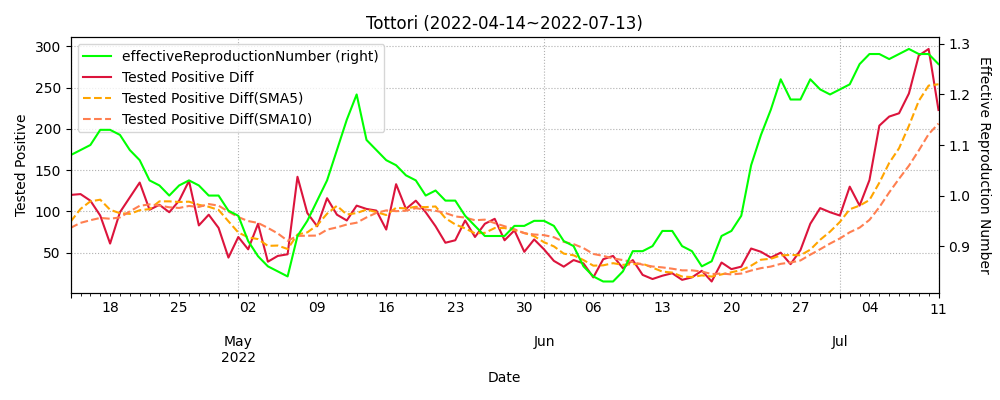 Tottori (2022-04-14~2022-07-13)
effectiveReproductionNumber (right)
Tested Positive Diff
Tested Positive Diff(SMA5)
Tested Positive Diff(SMA10)
Tested Positive
300
250
200
150
100
50
Effective Reproduction Number
1.3
1.2
1.1
1.0
0.9
18 25 02 09 16 23 30 06 13 20 27 04 11
May Jun Jul
2022
Date